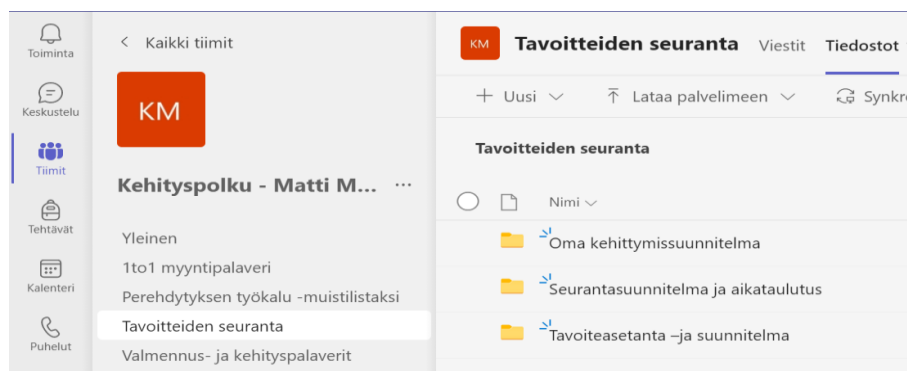 Toiminta
Keskustelu
Tiimit
Tehtävät
Kalenteri
Puhelut
Kaikki tiimit
KM
Kehityspolku - Matti M... ...
Yleinen
1to1 myyntipalaveri
Perehdytyksen työkalu -muistilistaksi
Tavoitteiden seuranta
Valmennus- ja kehityspalaverit
KM Tavoitteiden seuranta Viestit Tiedostot
Uusi Lataa palvelimeen Synkr
Tavoitteiden seuranta
Nimi
Oma kehittymissuunnitelma
Seurantasuunnitelma ja aikataulutus
Tavoiteasetanta –ja suunnitelma